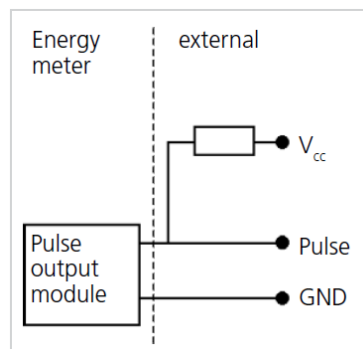 Energy
meter
external
Vcc
Pulse
output
module
Pulse
GND